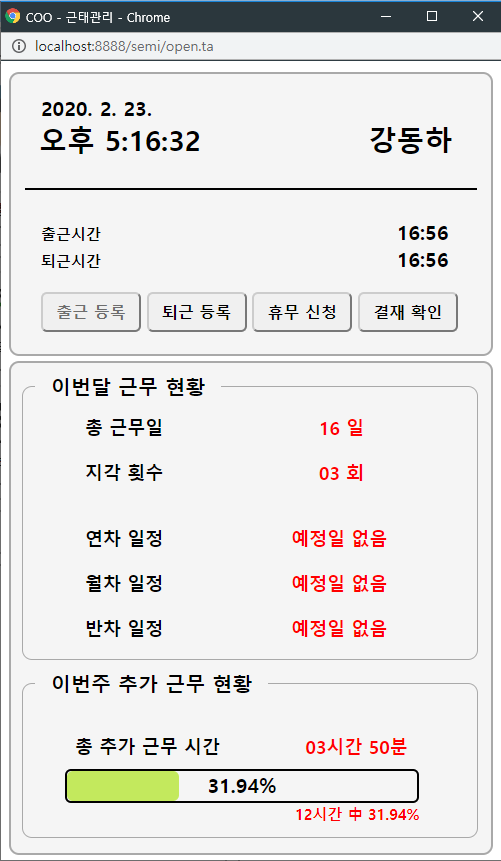 COO - 근태관리 - Chrome
localhost:8888/semi/open.ta
2020. 2. 23.
오후 5:16:32 강동하
출근시간 16:56
퇴근시간 16:56
출근 등록 퇴근 등록 휴무 신청 결재 확인
이번달 근무 현황
총 근무일 16 일
지각 횟수 03 회
연차 일정 예정일 없음
월차 일정 예정일 없음
반차 일정 예정일 없음
이번주 추가 근무 현황
총 추가 근무 시간 03시간 50분
31.94%
12시간 中 31.94%